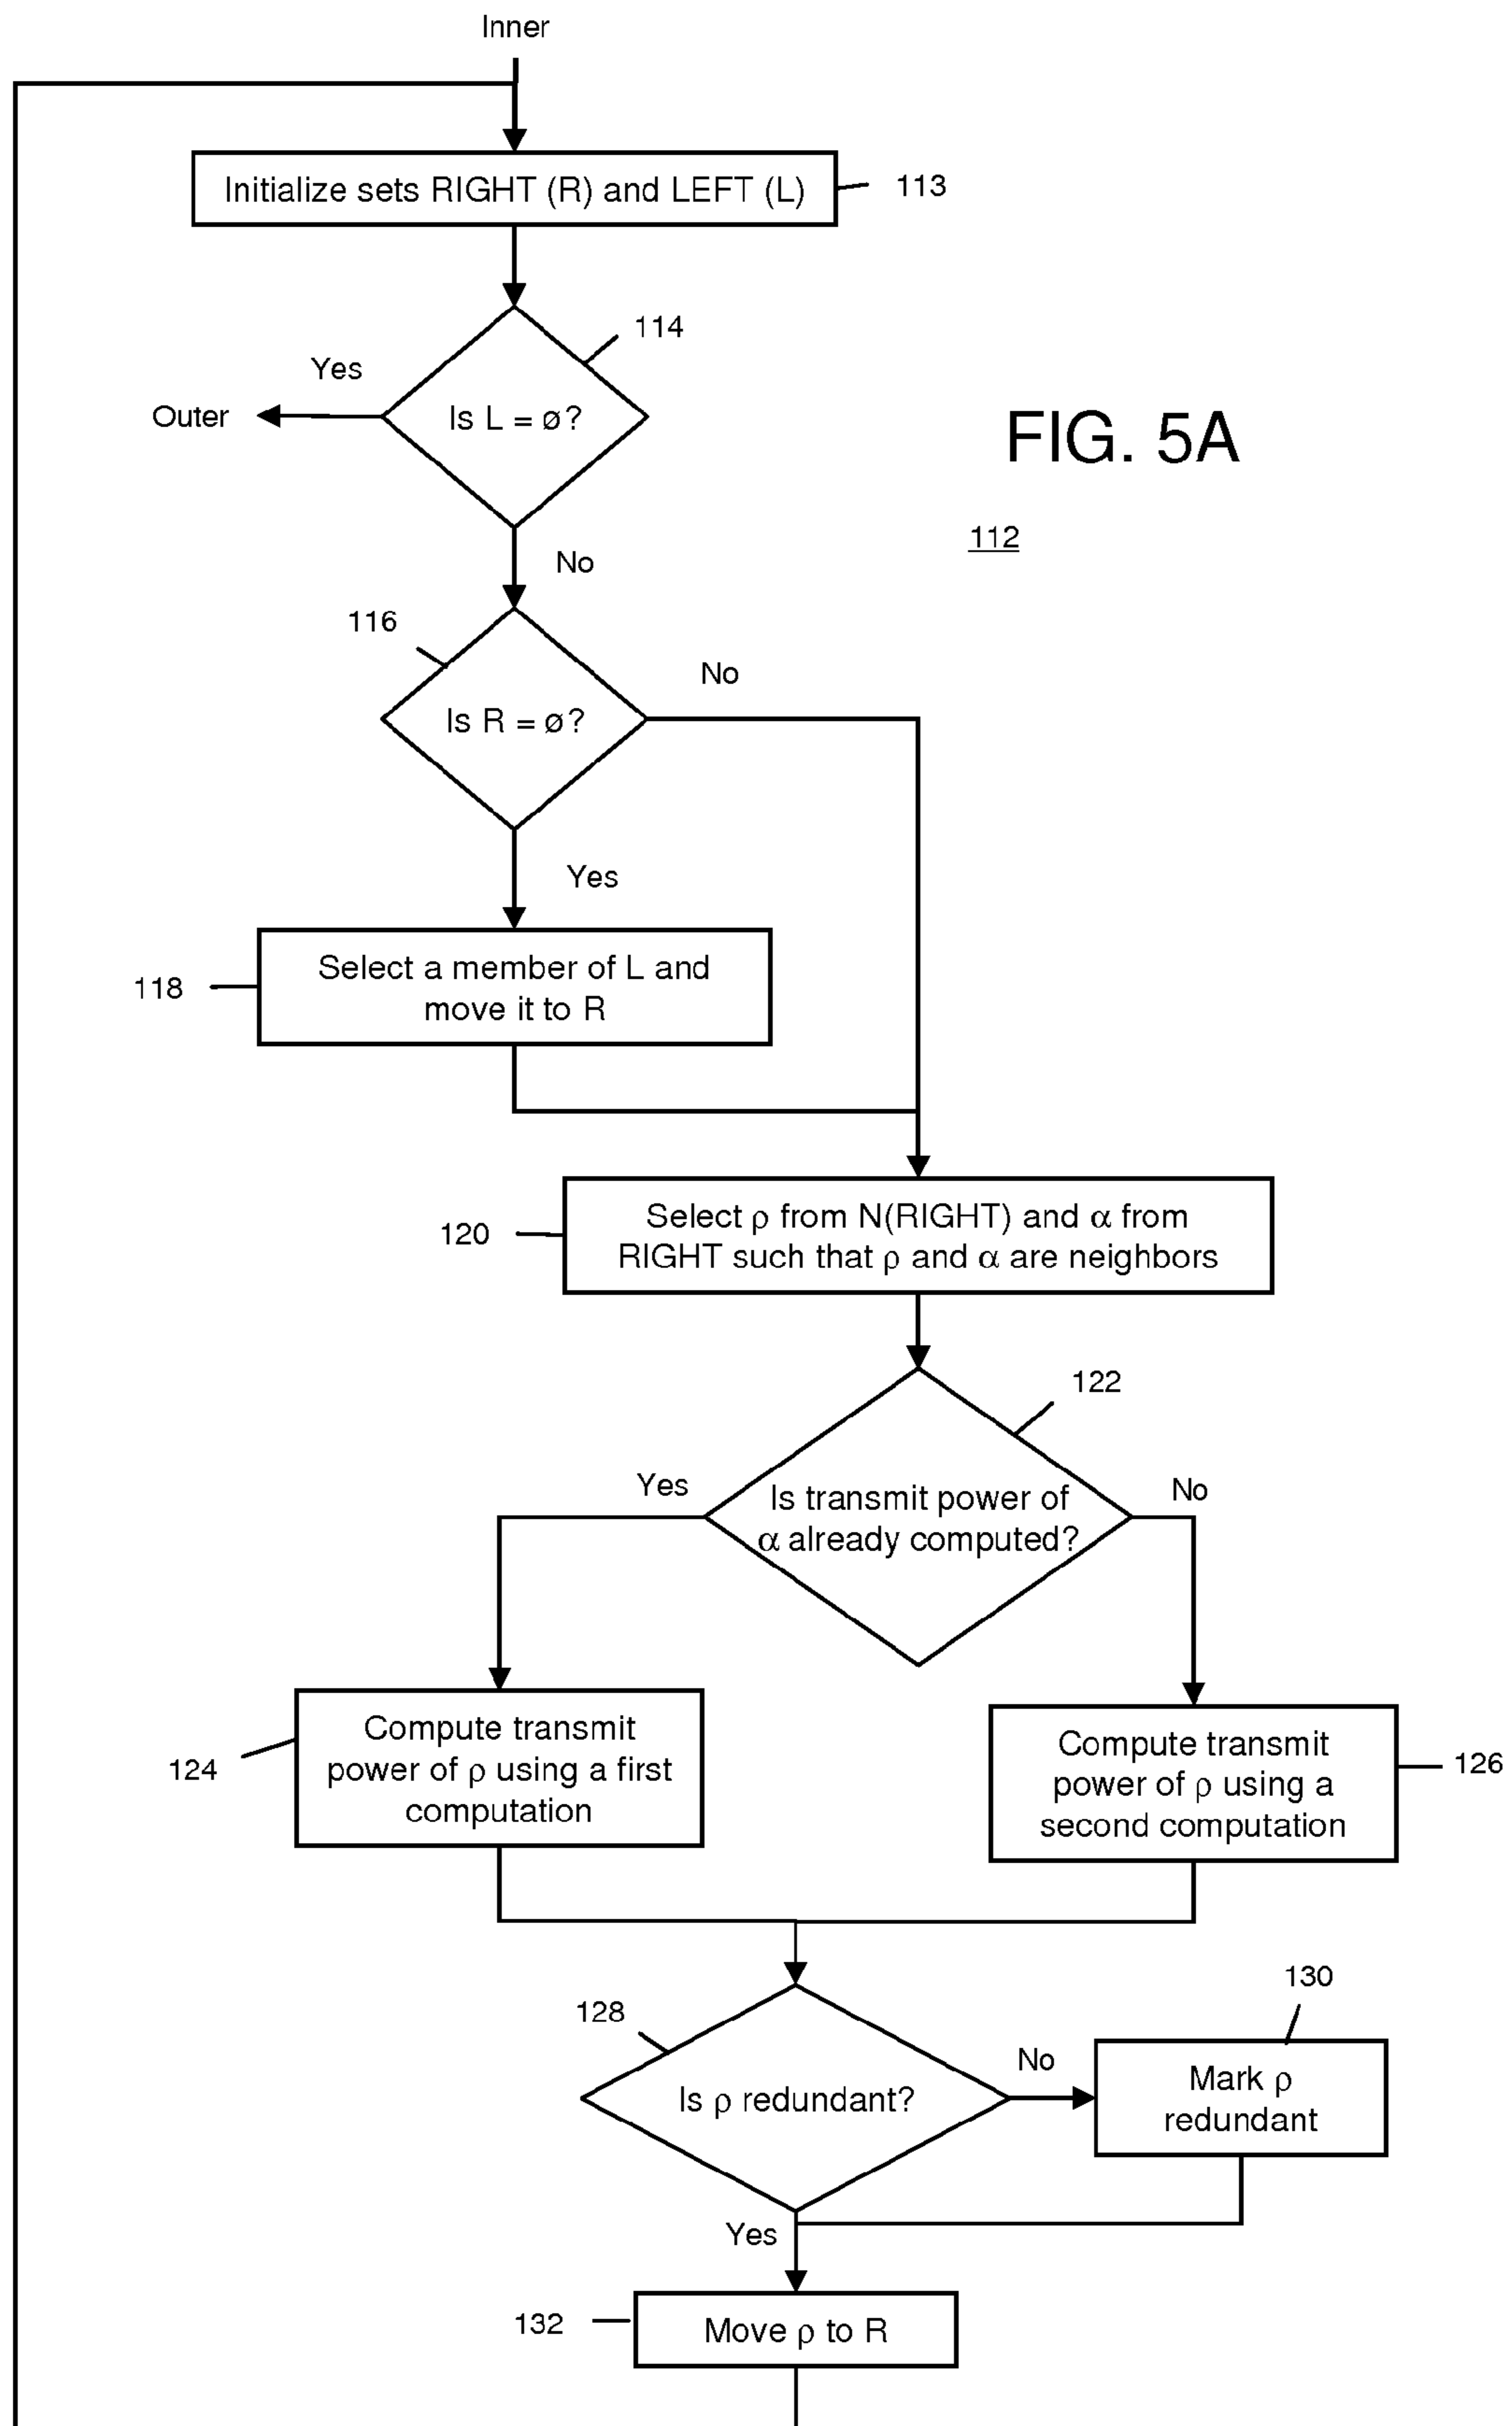 Inner
Initialize sets RIGHT (R) and LEFT (L)
113
114
Yes
Outer
Is L = ø?
FIG. 5A
112
No
116
No
Is R = ø?
Yes
118
Select a member of L and
move it to R
120
Select ρ from N(RIGHT) and α from
RIGHT such that ρ and α are neighbors
122
Yes
No
Is transmit power of
α already computed?
124
Compute transmit
power of ρ using a first
computation
Compute transmit
power of ρ using a
second computation
126
128
130
No
Is ρ redundant?
Mark ρ
redundant
Yes
132
Move ρ to R